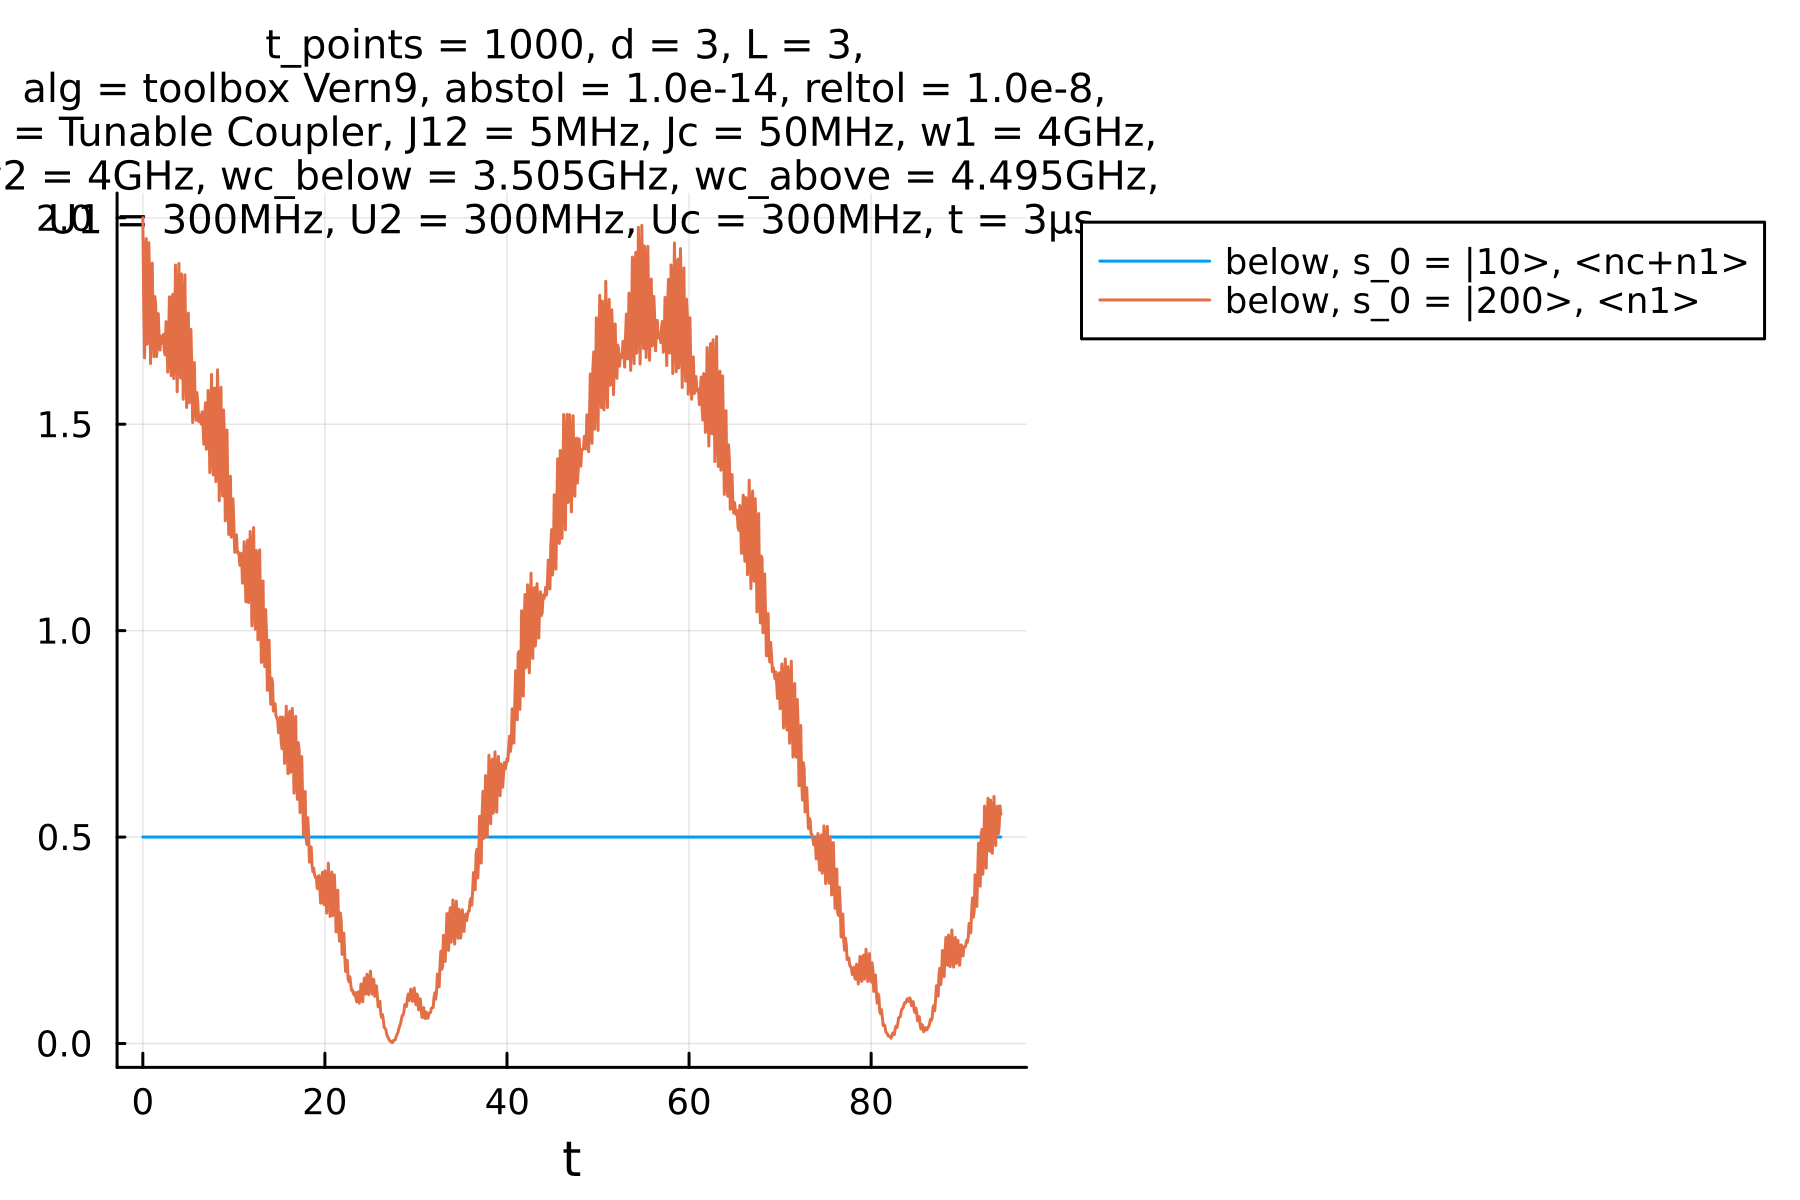 t_points = 1000, d = 3, L = 3,
alg = toolbox Vern9, abstol = 1.0e-14, reltol = 1.0e-8,
= Tunable Coupler, J12 = 5MHz, Jc = 50MHz, w1 = 4GHz,
2 = 4GHz, wc_below = 3.505GHz, wc_above = 4.495GHz,
U1 = 300MHz, U2 = 300MHz, Uc = 300MHz, t = 3μs
below, s_0 = |10>, <nc+n1>
below, s_0 = |200>, <n1>
2.0
1.5
1.0
0.5
0.0
0 20 40 60 80
t